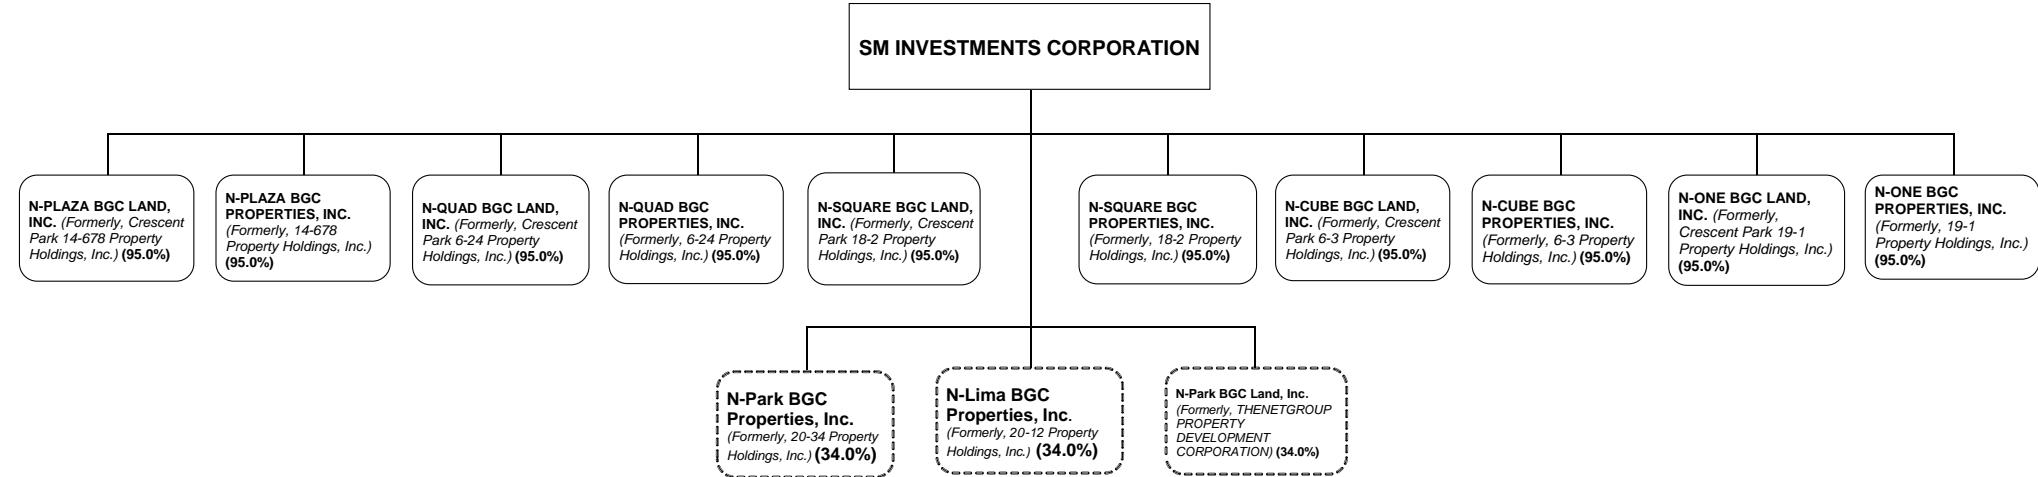 SM INVESTMENTS CORPORATION
N-PLAZA BGC LAND,
INC. (Formerly, Crescent
Park 14-678 Property
Holdings, Inc.) (95.0%)
N-PLAZA BGC
PROPERTIES, INC.
(Formerly, 14-678
Property Holdings, Inc.)
(95.0%)
N-QUAD BGC LAND,
INC. (Formerly, Crescent
Park 6-24 Property
Holdings, Inc.) (95.0%)
N-QUAD BGC
PROPERTIES, INC.
(Formerly, 6-24 Property
Holdings, Inc.) (95.0%)
N-SQUARE BGC LAND,
INC. (Formerly, Crescent
Park 18-2 Property
Holdings, Inc.) (95.0%)
N-SQUARE BGC
PROPERTIES, INC.
(Formerly, 18-2 Property
Holdings, Inc.) (95.0%)
N-CUBE BGC LAND,
INC. (Formerly, Crescent
Park 6-3 Property
Holdings, Inc.) (95.0%)
N-CUBE BGC
PROPERTIES, INC.
(Formerly, 6-3 Property
Holdings, Inc.) (95.0%)
N-ONE BGC LAND,
INC. (Formerly,
Crescent Park 19-1
Property Holdings, Inc.)
(95.0%)
N-ONE BGC
PROPERTIES, INC.
(Formerly, 19-1
Property Holdings, Inc.)
(95.0%)
N-Park BGC
Properties, Inc.
(Formerly, 20-34 Property
Holdings, Inc.) (34.0%)
N-Lima BGC
Properties, Inc.
(Formerly, 20-12 Property
Holdings, Inc.) (34.0%)
N-Park BGC Land, Inc.
(Formerly, THENETGROUP
PROPERTY
DEVELOPMENT
CORPORATION) (34.0%)